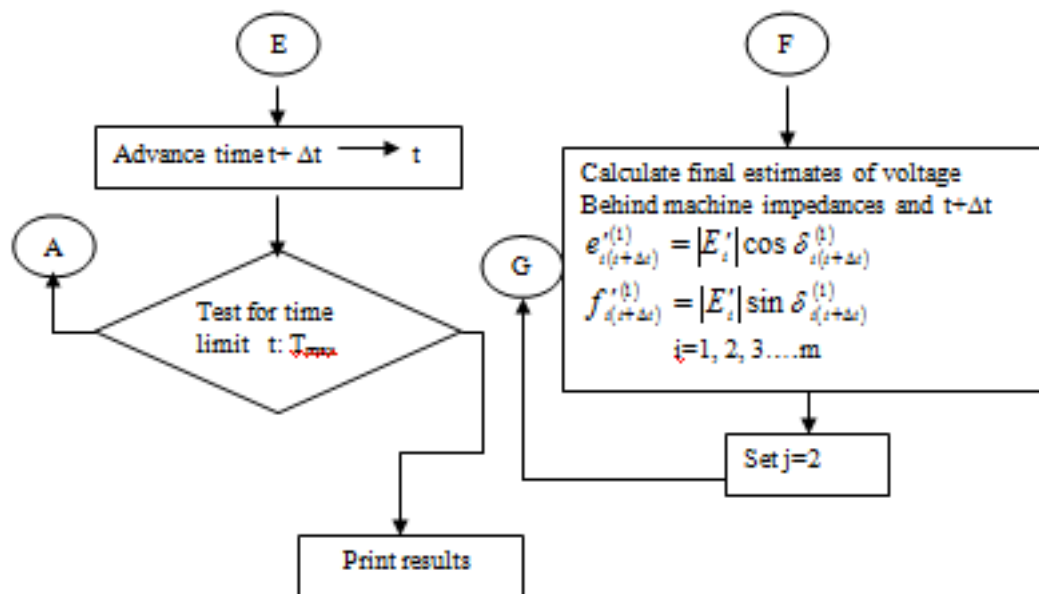 E
Advance time t+ Δt → t
A
Test for time
limit t: Tmax
Print results
F
Calculate final estimates of voltage
Behind machine impedances and t+Δt
e′i(t+Δt)^(1) = |E′i| cos δi(t+Δt)^(1)
f′i(t+Δt)^(1) = |E′i| sin δi(t+Δt)^(1)
i=1, 2, 3….m
G
Set j=2